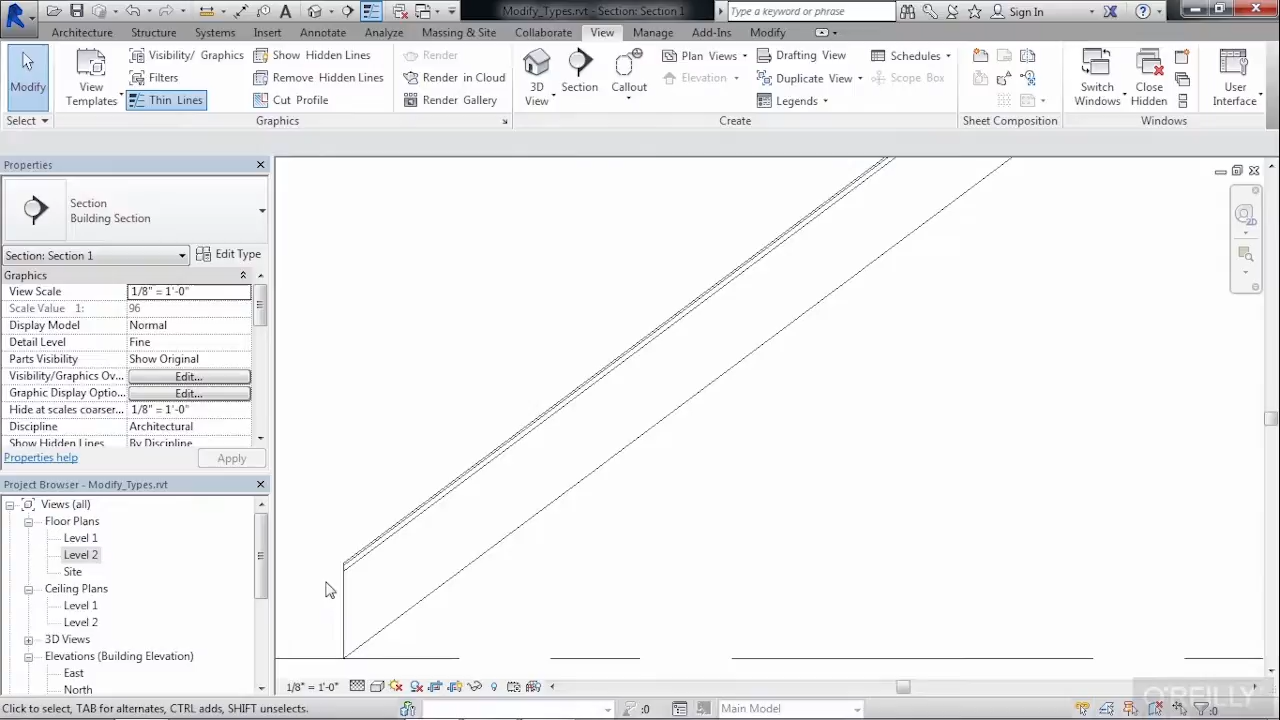 Modify_Types.rvt - Section: Section 1
Type a keyword or phrase
Sign In
Architecture Structure Systems Insert Annotate Analyze Massing & Site Collaborate View Manage Add-Ins Modify
Modify
View Templates
Visibility/ Graphics
Filters
Thin Lines
Show Hidden Lines
Remove Hidden Lines
Cut Profile
Render
Render in Cloud
Render Gallery
3D View
Section
Callout
Plan Views
Elevation
Drafting View
Duplicate View
Legends
Schedules
Scope Box
Switch Windows
Close Hidden
User Interface
Select
Graphics
Create
Sheet Composition
Windows
Properties
Section
Building Section
Section: Section 1
Edit Type
Graphics
View Scale 1/8" = 1'-0"
Scale Value 1: 96
Display Model Normal
Detail Level Fine
Parts Visibility Show Original
Visibility/Graphics Ov... Edit...
Graphic Display Optio... Edit...
Hide at scales coarser... 1/8" = 1'-0"
Discipline Architectural
Show Hidden Lines By Discipline
Properties help
Apply
Project Browser - Modify_Types.rvt
Views (all)
Floor Plans
Level 1
Level 2
Site
Ceiling Plans
Level 1
Level 2
3D Views
Elevations (Building Elevation)
East
North
2D
1/8" = 1'-0"
Click to select, TAB for alternates, CTRL adds, SHIFT unselects.
:0
Main Model
:0
O'REILLY